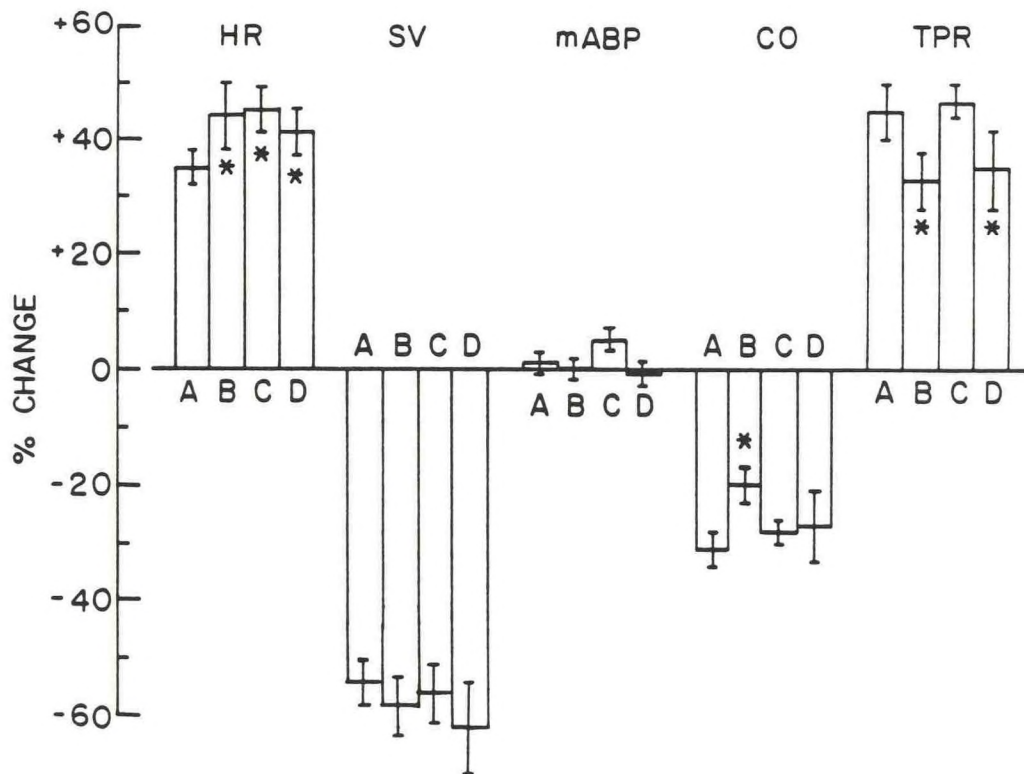 +60
HR SV mABP CO TPR
+40
* * *
+20
* *
A B C D
A B C D
0
A B C D
A B C D
A B C D
% CHANGE
*
-20
-40
-60